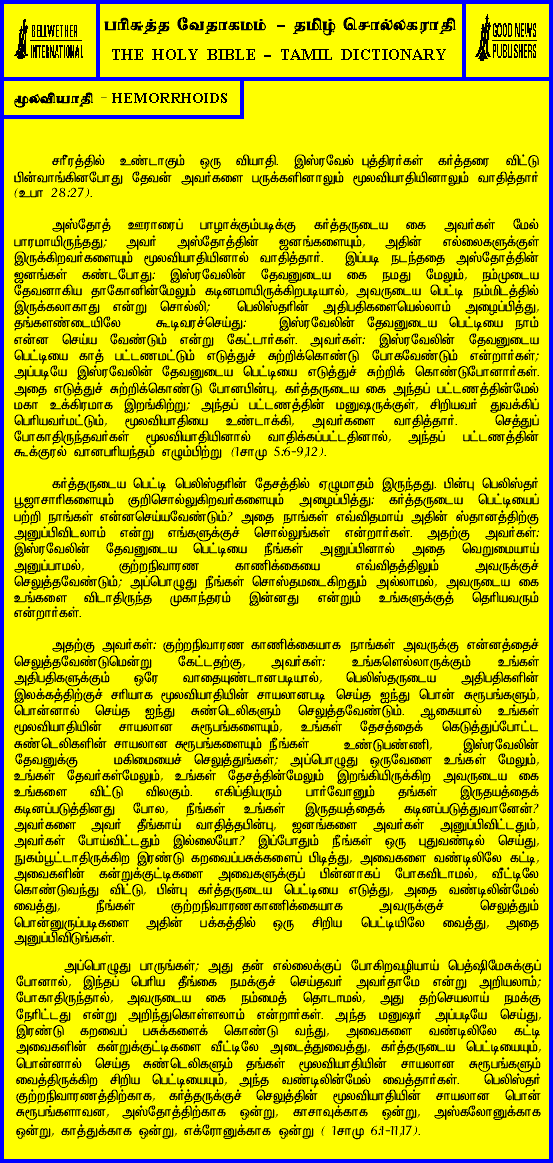 BELLWETHER
INTERNATIONAL
பரிசுத்த வேதாகமம் - தமிழ் சொல்லகராதி
THE HOLY BIBLE - TAMIL DICTIONARY
GOOD NEWS
PUBLISHERS
மூலவியாதி - HEMORRHOIDS
சரீரத்தில் உண்டாகும் ஒரு வியாதி. இஸ்ரவேல் புத்திரர்கள் கர்த்தரை விட்டு
பின்வாங்கினபோது தேவன் அவர்களை பருக்களினாலும் மூலவியாதியினாலும் வாதித்தார்
(உபா 28:27).
அஸ்தோத் ஊராரைப் பாழாக்கும்படிக்கு கர்த்தருடைய கை அவர்கள் மேல்
பாரமாயிருந்தது; அவர் அஸ்தோத்தின் ஜனங்களையும், அதின் எல்லைகளுக்குள்
இருக்கிறவர்களையும் மூலவியாதியினால் வாதித்தார். இப்படி நடந்ததை அஸ்தோத்தின்
ஜனங்கள் கண்டபோது: இஸ்ரவேலின் தேவனுடைய கை நமது மேலும், நம்முடைய
தேவனாகிய தாகோனின்மேலும் கடினமாயிருக்கிறபடியால், அவருடைய பெட்டி நம்மிடத்தில்
இருக்கலாகாது என்று சொல்லி; பெலிஸ்தரின் அதிபதிகளையெல்லாம் அழைப்பித்து,
தங்களண்டையிலே கூடிவரச்செய்து: இஸ்ரவேலின் தேவனுடைய பெட்டியை நாம்
என்ன செய்ய வேண்டும் என்று கேட்டார்கள். அவர்கள்: இஸ்ரவேலின் தேவனுடைய
பெட்டியை காத் பட்டணமட்டும் எடுத்துச் சுற்றிக்கொண்டு போகவேண்டும் என்றார்கள்;
அப்படியே இஸ்ரவேலின் தேவனுடைய பெட்டியை எடுத்துச் சுற்றிக் கொண்டுபோனார்கள்.
அதை எடுத்துச் சுற்றிக்கொண்டு போனபின்பு, கர்த்தருடைய கை அந்தப் பட்டணத்தின்மேல்
மகா உக்கிரமாக இறங்கிற்று; அந்தப் பட்டணத்தின் மனுஷருக்குள், சிறியவர் துவக்கிப்
பெரியவர்மட்டும், மூலவியாதியை உண்டாக்கி, அவர்களை வாதித்தார். செத்துப்
போகாதிருந்தவர்கள் மூலவியாதியினால் வாதிக்கப்பட்டதினால், அந்தப் பட்டணத்தின்
கூக்குரல் வானபரியந்தம் எழும்பிற்று (1சாமு 5:6-9,12).
கர்த்தருடைய பெட்டி பெலிஸ்தரின் தேசத்தில் ஏழுமாதம் இருந்தது. பின்பு பெலிஸ்தர்
பூஜாசாரிகளையும் குறிசொல்லுகிறவர்களையும் அழைப்பித்து: கர்த்தருடைய பெட்டியைப்
பற்றி நாங்கள் என்னசெய்யவேண்டும்? அதை நாங்கள் எவ்விதமாய் அதின் ஸ்தானத்திற்கு
அனுப்பிவிடலாம் என்று எங்களுக்குச் சொல்லுங்கள் என்றார்கள். அதற்கு அவர்கள்:
இஸ்ரவேலின் தேவனுடைய பெட்டியை நீங்கள் அனுப்பினால் அதை வெறுமையாய்
அனுப்பாமல், குற்றநிவாரண காணிக்கையை எவ்விதத்திலும் அவருக்குச்
செலுத்தவேண்டும்; அப்பொழுது நீங்கள் சொஸ்தமடைகிறதும் அல்லாமல், அவருடைய கை
உங்களை விடாதிருந்த முகாந்தரம் இன்னது என்றும் உங்களுக்குத் தெரியவரும்
என்றார்கள்.
அதற்கு அவர்கள்: குற்றநிவாரண காணிக்கையாக நாங்கள் அவருக்கு என்னத்தைச்
செலுத்தவேண்டுமென்று கேட்டதற்கு, அவர்கள்: உங்களெல்லாருக்கும் உங்கள்
அதிபதிகளுக்கும் ஒரே வாதையுண்டானபடியால், பெலிஸ்தருடைய அதிபதிகளின்
இலக்கத்திற்குச் சரியாக மூலவியாதியின் சாயலானபடி செய்த ஐந்து பொன் சுரூபங்களும்,
பொன்னால் செய்த ஐந்து சுண்டெலிகளும் செலுத்தவேண்டும். ஆகையால் உங்கள்
மூலவியாதியின் சாயலான சுரூபங்களையும், உங்கள் தேசத்தைக் கெடுத்துப்போட்ட
சுண்டெலிகளின் சாயலான சுரூபங்களையும் நீங்கள் உண்டுபண்ணி, இஸ்ரவேலின்
தேவனுக்கு மகிமையைச் செலுத்துங்கள்; அப்பொழுது ஒருவேளை உங்கள் மேலும்,
உங்கள் தேவர்கள்மேலும், உங்கள் தேசத்தின்மேலும் இறங்கியிருக்கிற அவருடைய கை
உங்களை விட்டு விலகும். எகிப்தியரும் பார்வோனும் தங்கள் இருதயத்தைக்
கடினப்படுத்தினது போல, நீங்கள் உங்கள் இருதயத்தைக் கடினப்படுத்துவானேன்?
அவர்களை அவர் தீங்காய் வாதித்தபின்பு, ஜனங்களை அவர்கள் அனுப்பிவிட்டதும்,
அவர்கள் போய்விட்டதும் இல்லையோ? இப்போதும் நீங்கள் ஒரு புதுவண்டில் செய்து,
நுகம்பூட்டாதிருக்கிற இரண்டு கறவைப்பசுக்களைப் பிடித்து, அவைகளை வண்டிலிலே கட்டி,
அவைகளின் கன்றுக்குட்டிகளை அவைகளுக்குப் பின்னாகப் போகவிடாமல், வீட்டிலே
கொண்டுவந்து விட்டு, பின்பு கர்த்தருடைய பெட்டியை எடுத்து, அதை வண்டிலின்மேல்
வைத்து, நீங்கள் குற்றநிவாரணகாணிக்கையாக அவருக்குச் செலுத்தும்
பொன்னுருப்படிகளை அதின் பக்கத்தில் ஒரு சிறிய பெட்டியிலே வைத்து, அதை
அனுப்பிவிடுங்கள்.
அப்பொழுது பாருங்கள்; அது தன் எல்லைக்குப் போகிறவழியாய் பெத்ஷிமேசுக்குப்
போனால், இந்தப் பெரிய தீங்கை நமக்குச் செய்தவர் அவர்தாமே என்று அறியலாம்;
போகாதிருந்தால், அவருடைய கை நம்மைத் தொடாமல், அது தற்செயலாய் நமக்கு
நேரிட்டது என்று அறிந்துகொள்ளலாம் என்றார்கள். அந்த மனுஷர் அப்படியே செய்து,
இரண்டு கறவைப் பசுக்களைக் கொண்டு வந்து, அவைகளை வண்டிலிலே கட்டி
அவைகளின் கன்றுக்குட்டிகளை வீட்டிலே அடைத்துவைத்து, கர்த்தருடைய பெட்டியையும்,
பொன்னால் செய்த சுண்டெலிகளும் தங்கள் மூலவியாதியின் சாயலான சுரூபங்களும்
வைத்திருக்கிற சிறிய பெட்டியையும், அந்த வண்டிலின்மேல் வைத்தார்கள். பெலிஸ்தர்
குற்றநிவாரணத்திற்காக, கர்த்தருக்குச் செலுத்தின மூலவியாதியின் சாயலான பொன்
சுரூபங்களாவன, அஸ்தோத்திற்காக ஒன்று, காசாவுக்காக ஒன்று, அஸ்கலோனுக்காக
ஒன்று, காத்துக்காக ஒன்று, எக்ரோனுக்காக ஒன்று ( 1சாமு 6:1-11,17).